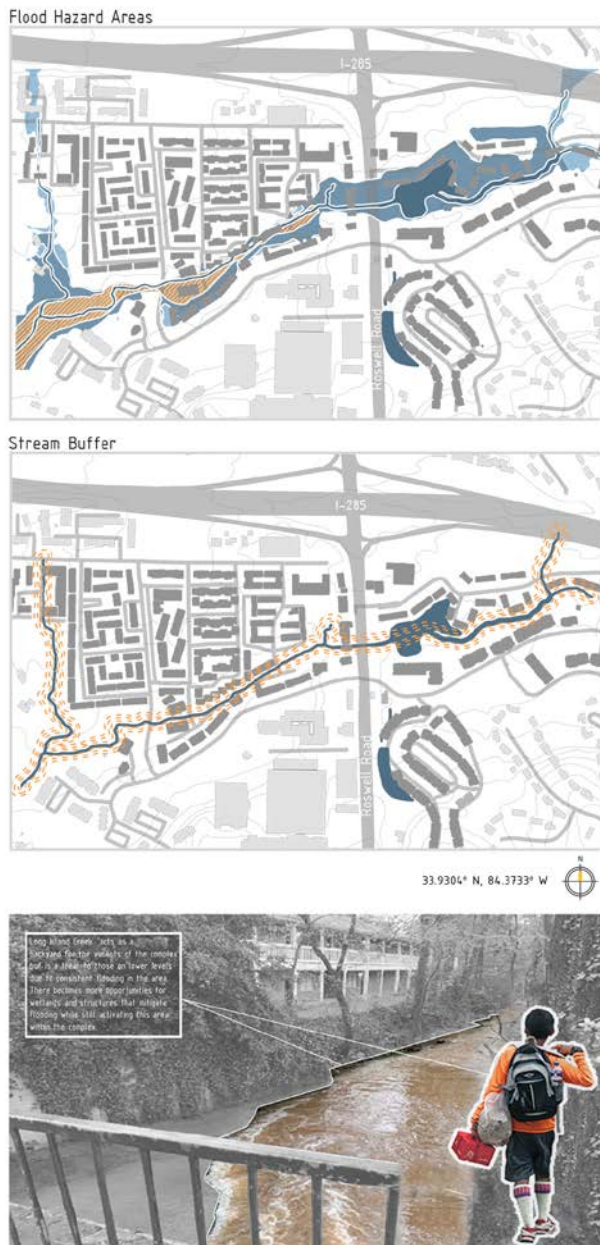 Flood Hazard Areas
I-285
Roswell Road
Stream Buffer
I-285
Roswell Road
33.9304° N, 84.3733° W
N
Long Island Creek "acts" as a
backyard for the variants of the complex
but is a threat to those on lower levels
due to consistent flooding in the area.
There becomes more opportunities for
wetlands and structures that mitigate
flooding while still activating this area
within the complex.